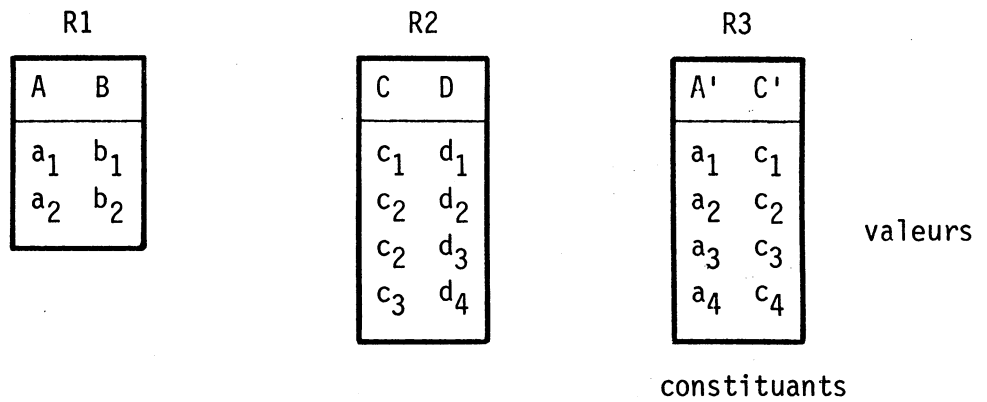 R1 R2 R3
A B C D A' C'
a1 b1 c1 d1 a1 c1
a2 b2 c2 d2 a2 c2
valeurs
c2 d3 a3 c3
c3 d4 a4 c4
constituants